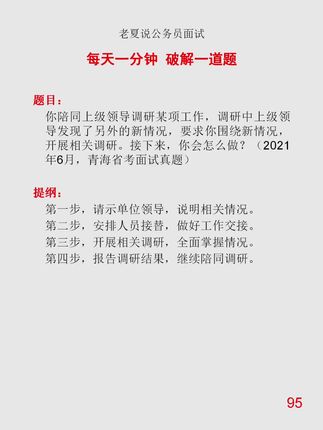 老夏说公务员面试
每天一分钟 破解一道题
题目：
你陪同上级领导调研某项工作，调研中上级领
导发现了另外的新情况，要求你围绕新情况，
开展相关调研。接下来，你会怎么做？（2021
年6月，青海省考面试真题）
提纲：
第一步，请示单位领导，说明相关情况。
第二步，安排人员接替，做好工作交接。
第三步，开展相关调研，全面掌握情况。
第四步，报告调研结果，继续陪同调研。
95